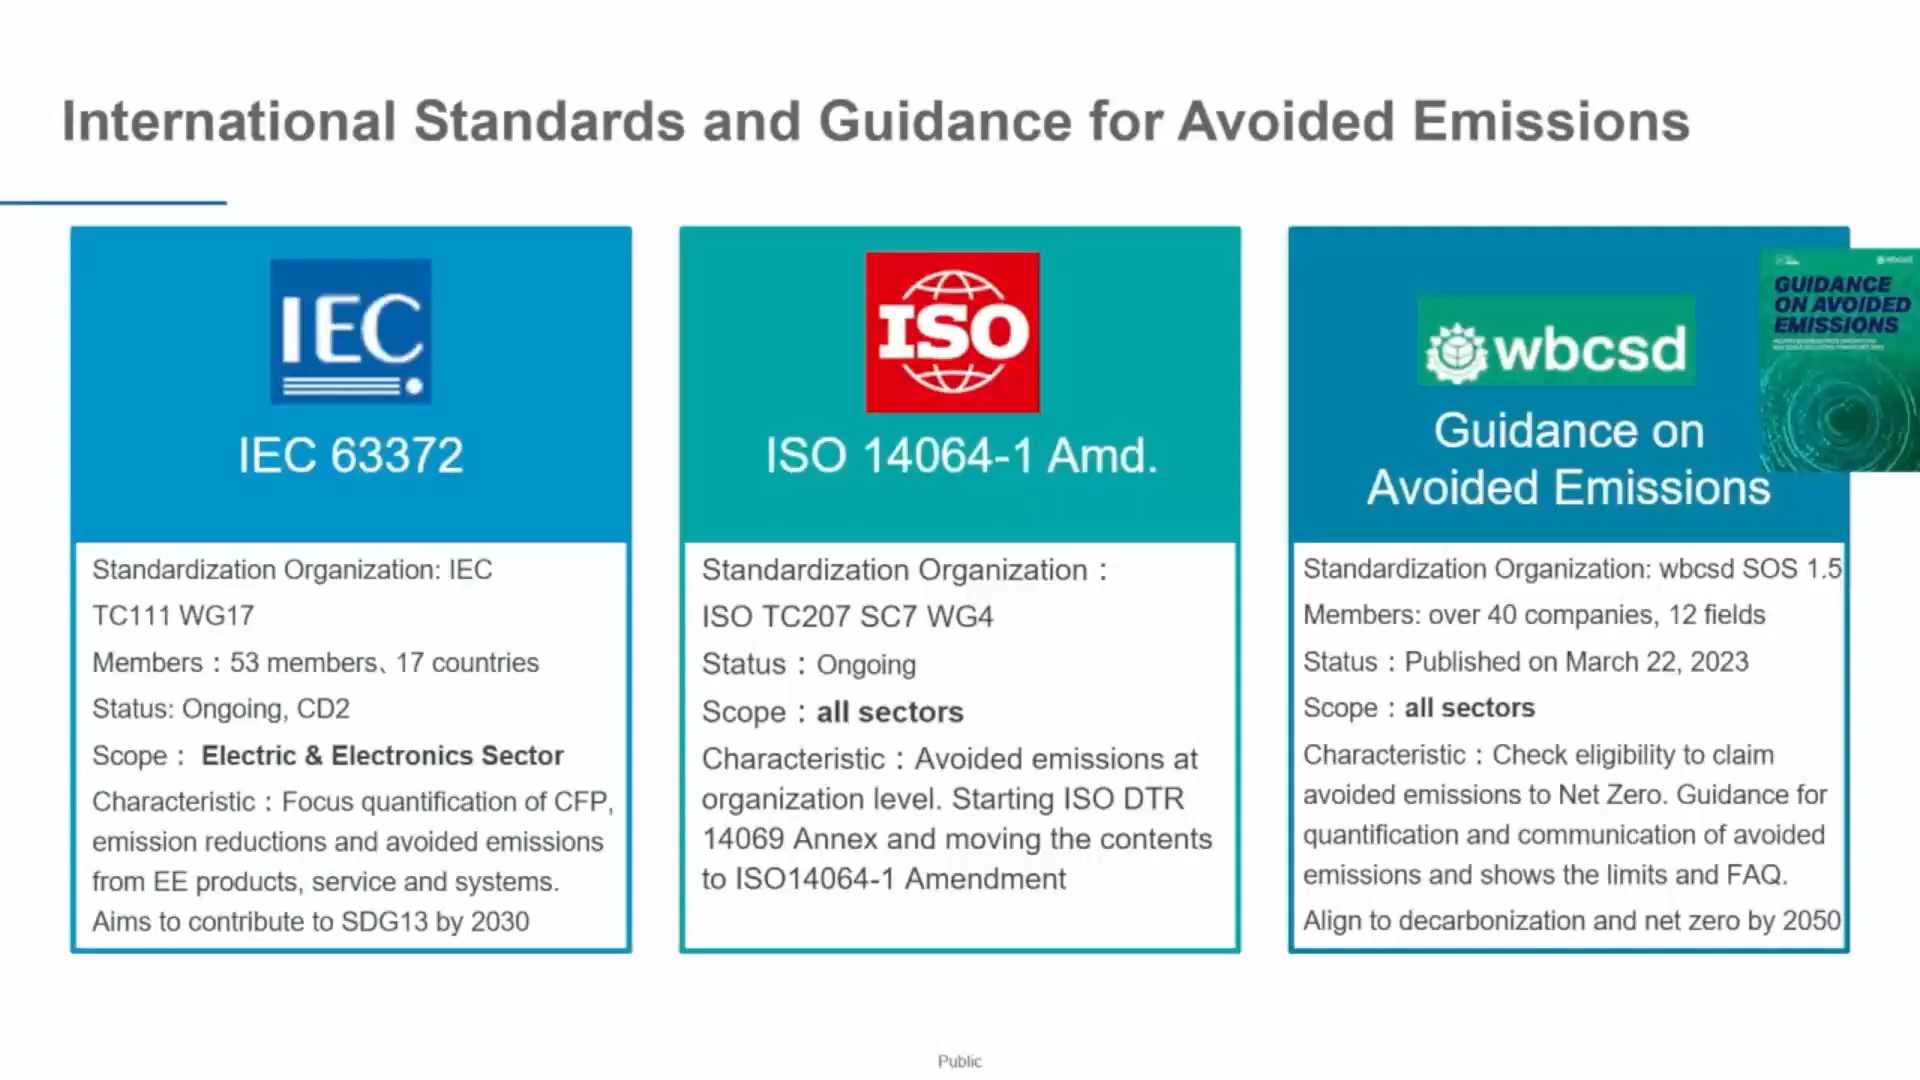 International Standards and Guidance for Avoided Emissions
IEC
IEC 63372
Standardization Organization: IEC
TC111 WG17
Members：53 members、17 countries
Status: Ongoing, CD2
Scope： Electric & Electronics Sector
Characteristic：Focus quantification of CFP,
emission reductions and avoided emissions
from EE products, service and systems.
Aims to contribute to SDG13 by 2030
ISO
ISO 14064-1 Amd.
Standardization Organization：
ISO TC207 SC7 WG4
Status：Ongoing
Scope：all sectors
Characteristic：Avoided emissions at
organization level. Starting ISO DTR
14069 Annex and moving the contents
to ISO14064-1 Amendment
wbcsd
Guidance on
Avoided Emissions
GUIDANCE
ON AVOIDED
EMISSIONS
Standardization Organization: wbcsd SOS 1.5
Members: over 40 companies, 12 fields
Status：Published on March 22, 2023
Scope：all sectors
Characteristic：Check eligibility to claim
avoided emissions to Net Zero. Guidance for
quantification and communication of avoided
emissions and shows the limits and FAQ.
Align to decarbonization and net zero by 2050
Public